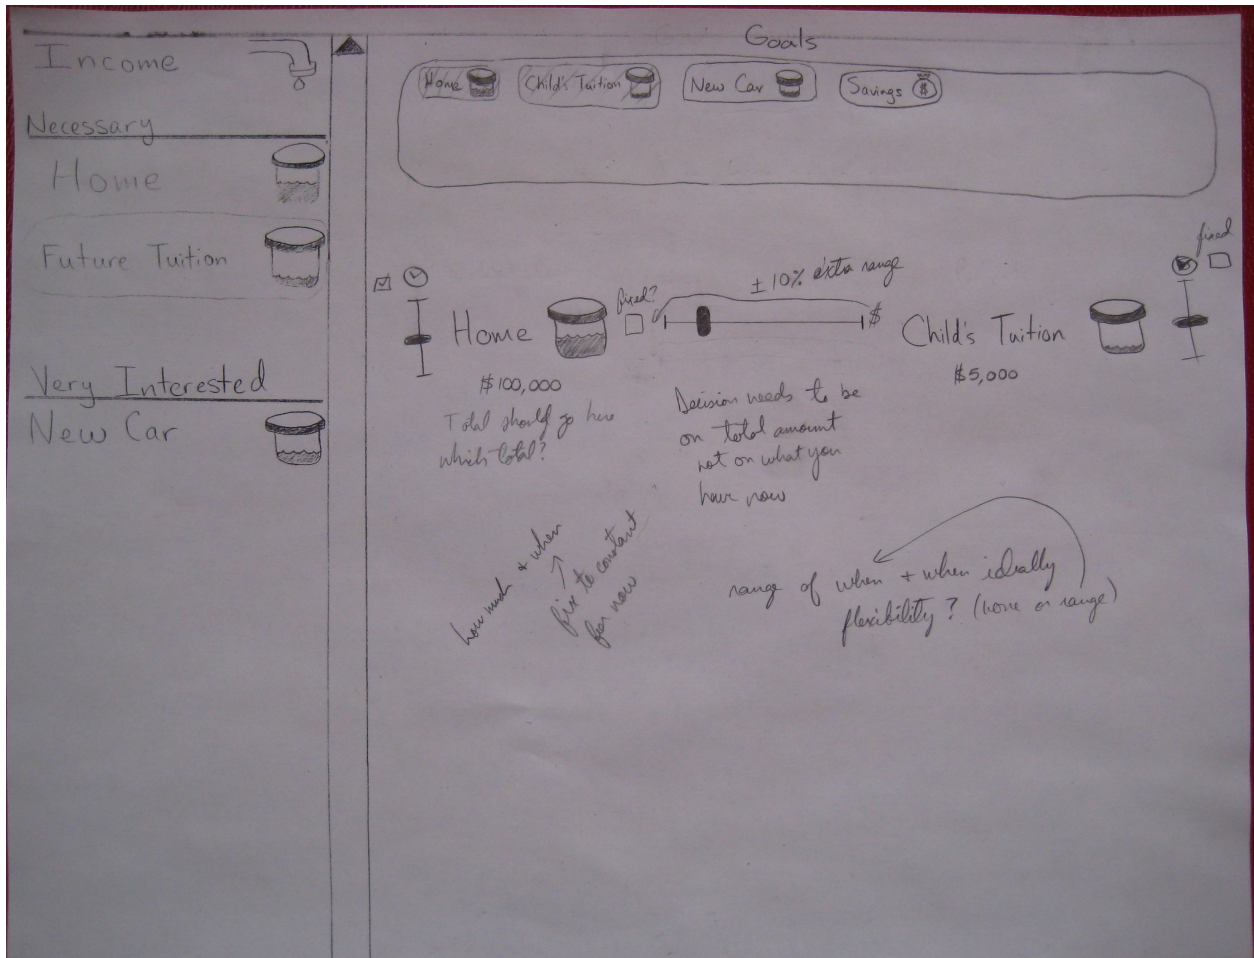 Income
Necessary
Home
Future Tuition
Very Interested
New Car
Goals
Home
Child's Tuition
New Car
Savings $
± 10% extra range
fixed?
$
Home
$100,000
Total should go here
which total?
Decision needs to be
on total amount
not on what you
have now
fixed
Child's Tuition
$5,000
how much + when
fix to constant
for now
range of when + when ideally
flexibility? (none or range)